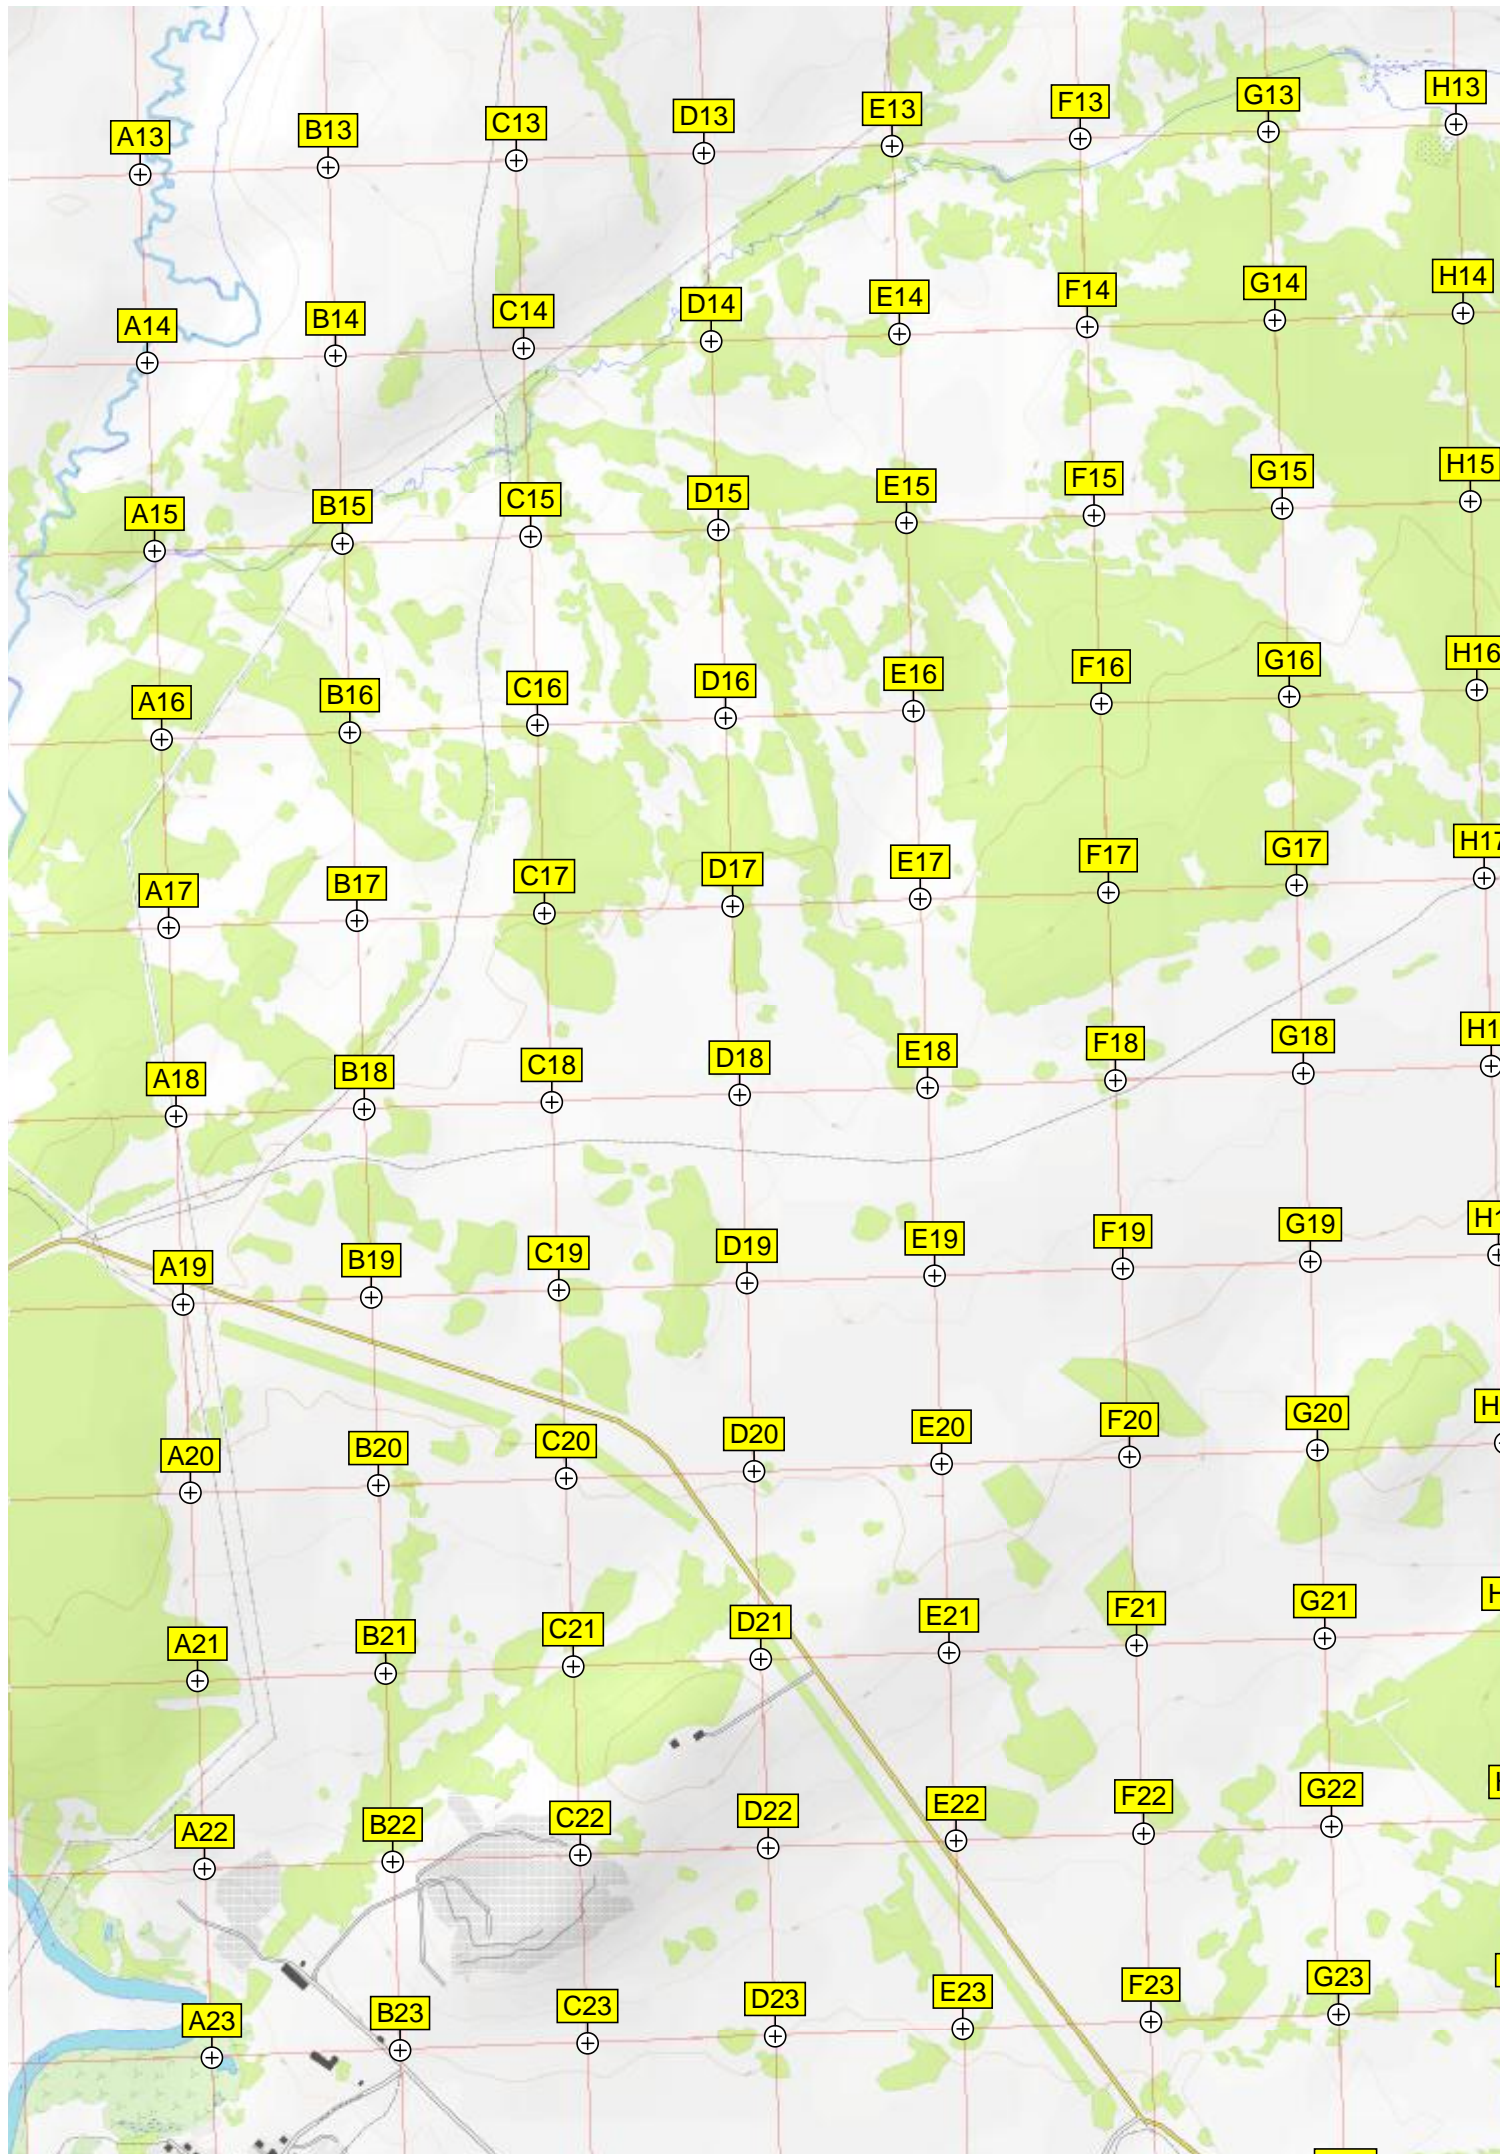 A13 B13 C13 D13 E13 F13 G13 H13
A14 B14 C14 D14 E14 F14 G14 H14
A15 B15 C15 D15 E15 F15 G15 H15
A16 B16 C16 D16 E16 F16 G16 H16
A17 B17 C17 D17 E17 F17 G17 H17
A18 B18 C18 D18 E18 F18 G18 H1
A19 B19 C19 D19 E19 F19 G19 H1
A20 B20 C20 D20 E20 F20 G20 H
A21 B21 C21 D21 E21 F21 G21 H
A22 B22 C22 D22 E22 F22 G22
A23 B23 C23 D23 E23 F23 G23